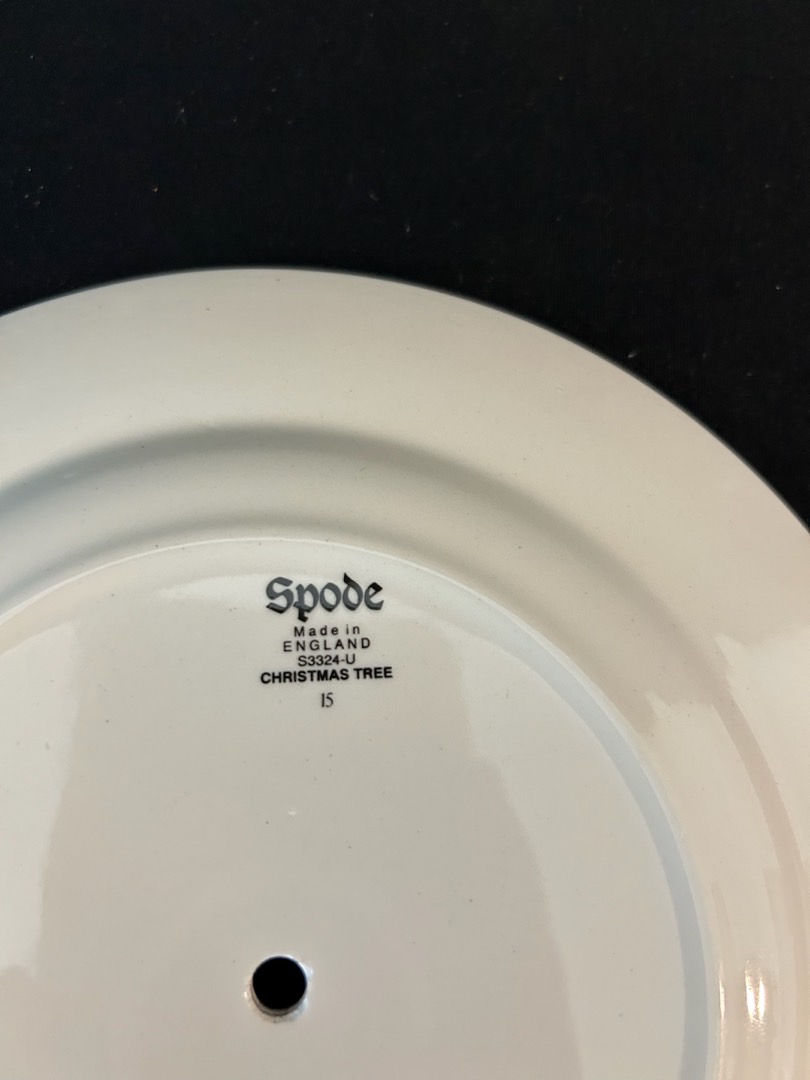 Spode
Made in
ENGLAND
S3324-U
CHRISTMAS TREE
15